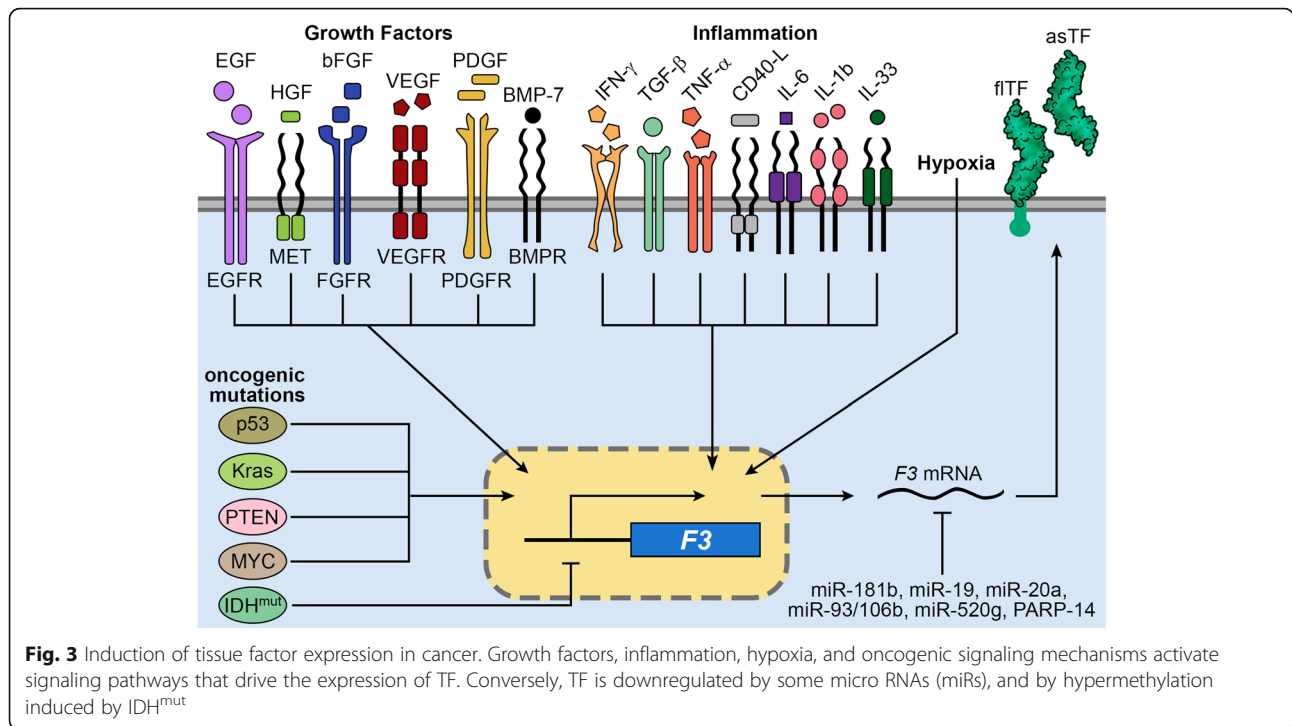 Growth Factors
Inflammation
EGF
HGF
bFGF
VEGF
PDGF
BMP-7
IFN-γ
TGF-β
TNF-α
CD40-L
IL-6
IL-1b
IL-33
Hypoxia
flTF
asTF
EGFR
MET
FGFR
VEGFR
PDGFR
BMPR
oncogenic
mutations
p53
Kras
PTEN
MYC
IDHmut
F3
F3 mRNA
miR-181b, miR-19, miR-20a,
miR-93/106b, miR-520g, PARP-14
Fig. 3 Induction of tissue factor expression in cancer. Growth factors, inflammation, hypoxia, and oncogenic signaling mechanisms activate
signaling pathways that drive the expression of TF. Conversely, TF is downregulated by some micro RNAs (miRs), and by hypermethylation
induced by IDHmut